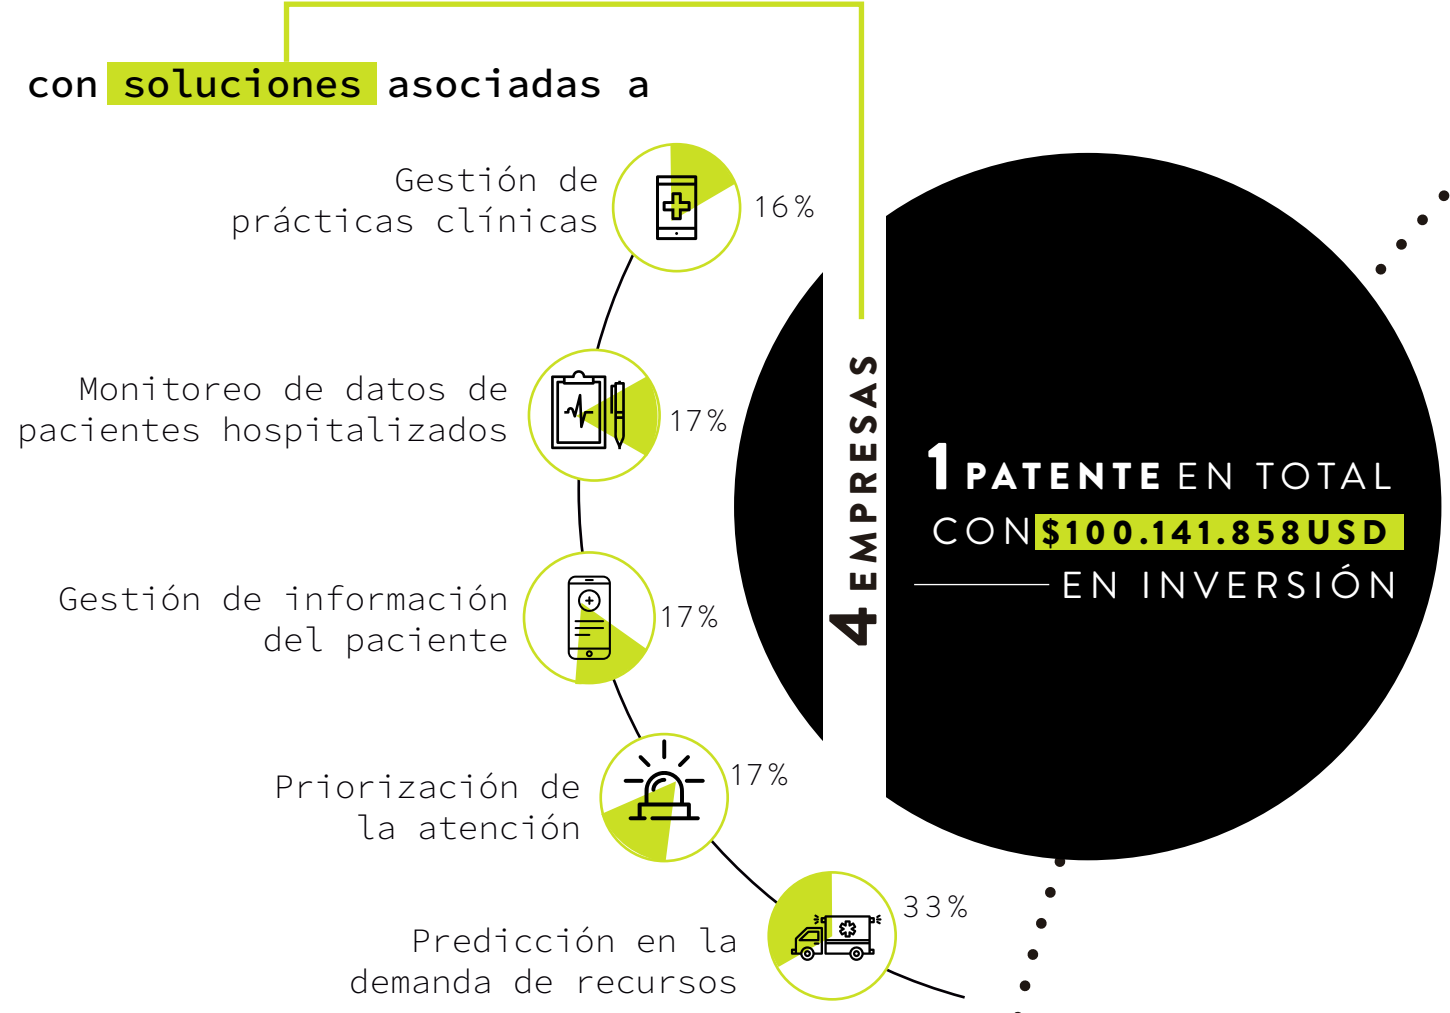 con soluciones asociadas a
Gestión de
prácticas clínicas
16%
Monitoreo de datos de
pacientes hospitalizados
17%
Gestión de información
del paciente
17%
Priorización de
la atención
17%
Predicción en la
demanda de recursos
33%
4 EMPRESAS
1 PATENTE EN TOTAL
CON $100.141.858USD
EN INVERSIÓN